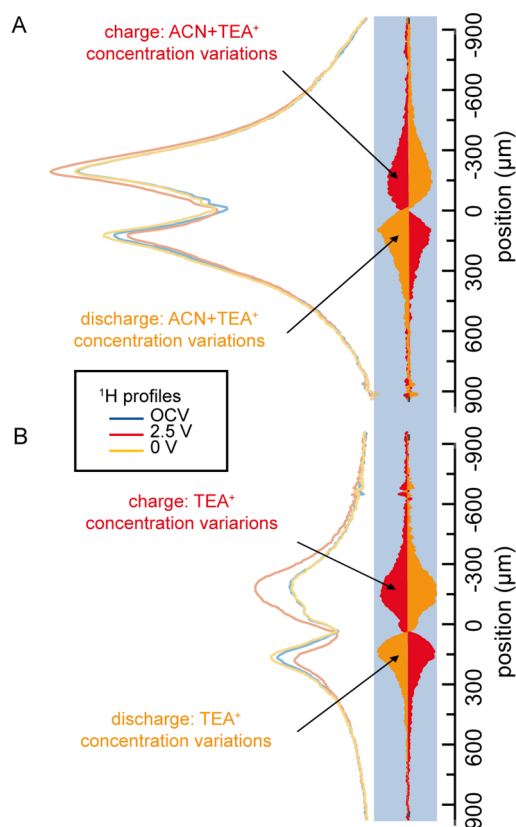 A
charge: ACN+TEA⁺
concentration variations
discharge: ACN+TEA⁺
concentration variations
-900
-600
-300
0
300
600
900
position (µm)
¹H profiles
OCV
2.5 V
0 V
B
charge: TEA⁺
concentration variarions
discharge: TEA⁺
concentration variations
-900
-600
-300
0
300
600
900
position (µm)